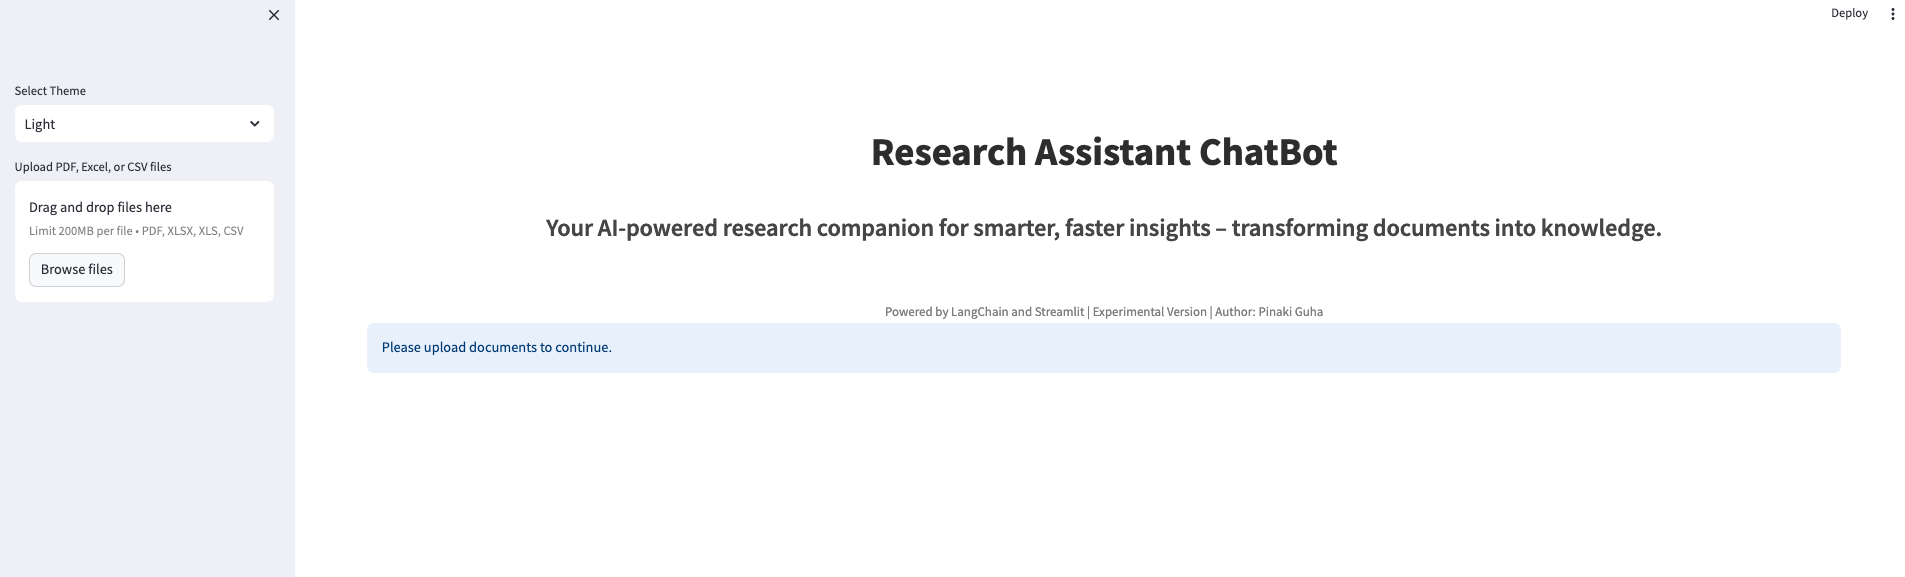 Deploy
Select Theme
Light
Upload PDF, Excel, or CSV files
Drag and drop files here
Limit 200MB per file • PDF, XLSX, XLS, CSV
Browse files
Research Assistant ChatBot
Your AI-powered research companion for smarter, faster insights – transforming documents into knowledge.
Powered by LangChain and Streamlit | Experimental Version | Author: Pinaki Guha
Please upload documents to continue.